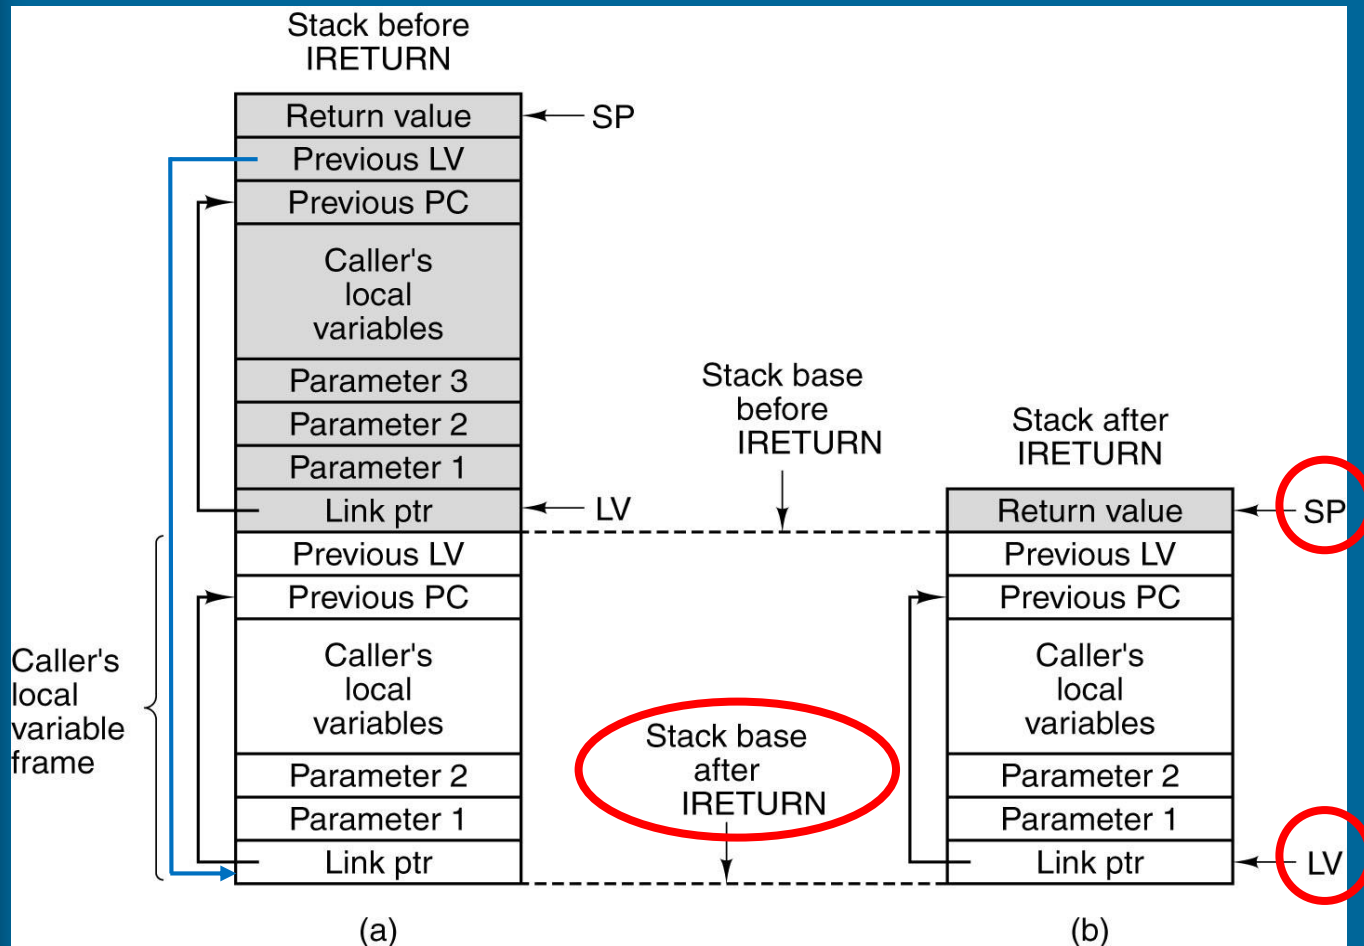 Stack before
IRETURN
Return value
SP
Previous LV
Previous PC
Caller's
local
variables
Parameter 3
Parameter 2
Parameter 1
Link ptr
LV
Previous LV
Previous PC
Caller's
local
variables
Parameter 2
Parameter 1
Link ptr
Caller's
local
variable
frame
(a)
Stack base
before
IRETURN
Stack base
after
IRETURN
Stack after
IRETURN
Return value
SP
Previous LV
Previous PC
Caller's
local
variables
Parameter 2
Parameter 1
Link ptr
LV
(b)